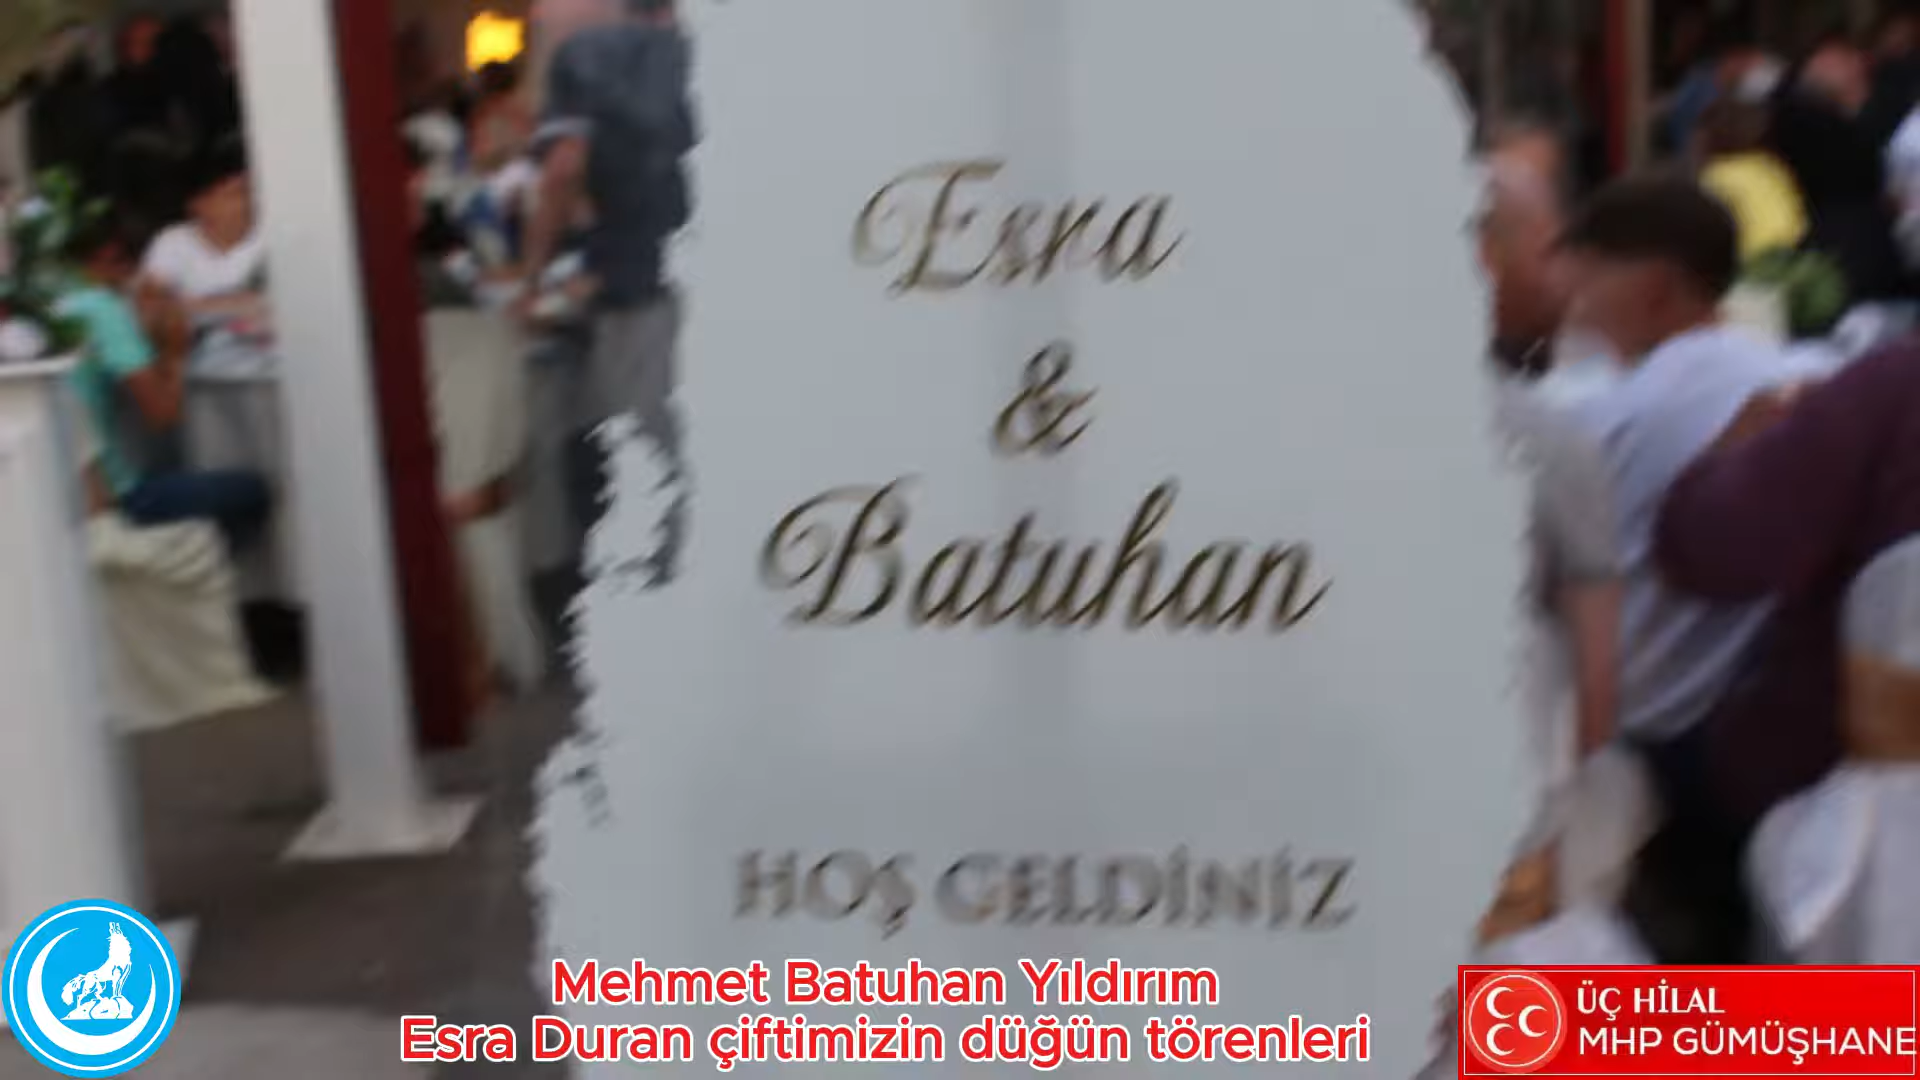 Esra
&
Batuhan
HOŞ GELDİNİZ
Mehmet Batuhan Yıldırım
Esra Duran çiftimizin düğün törenleri
ÜÇ HİLAL
MHP GÜMÜŞHANE